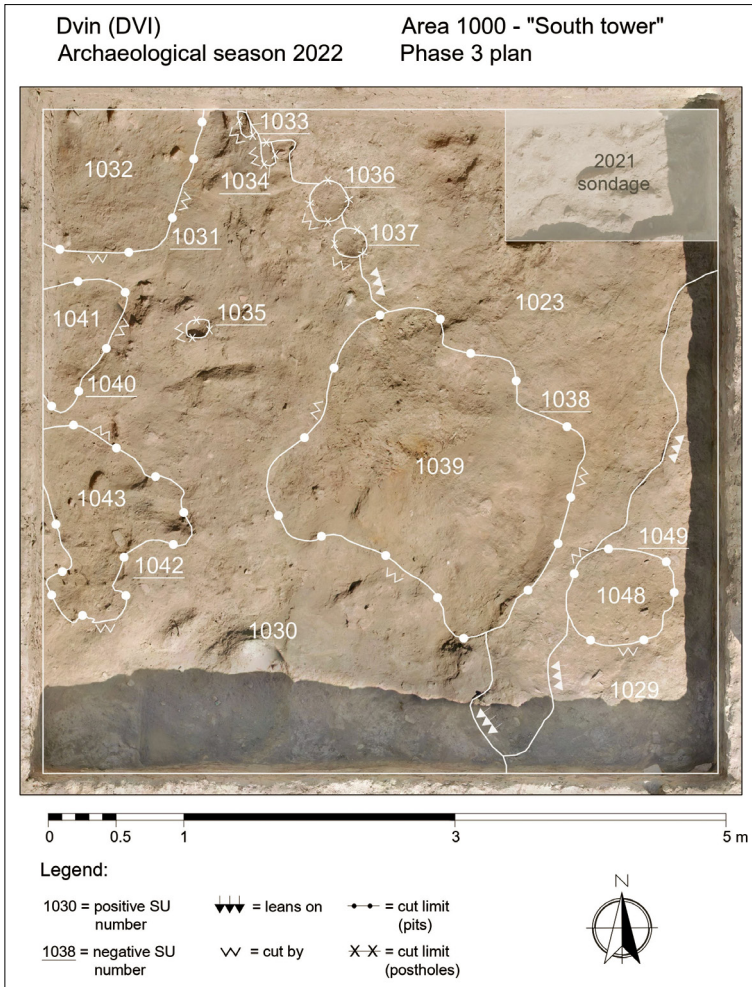 Dvin (DVI)
Archaeological season 2022
Area 1000 - "South tower"
Phase 3 plan
1033
2021
sondage
1032
1034
1036
1031
1037
1041
1035
1023
1040
1038
1039
1043
1042
1049
1048
1030
1029
0
0.5
1
3
5 m
Legend:
1030 = positive SU
number
= leans on
= cut limit
(pits)
1038 = negative SU
number
= cut by
= cut limit
(postholes)
N